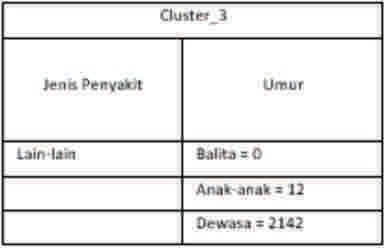 Cluster_3
Jenis Penyakit Umur
Lain-lain Balita = 0
Anak-anak = 12
Dewasa = 2142